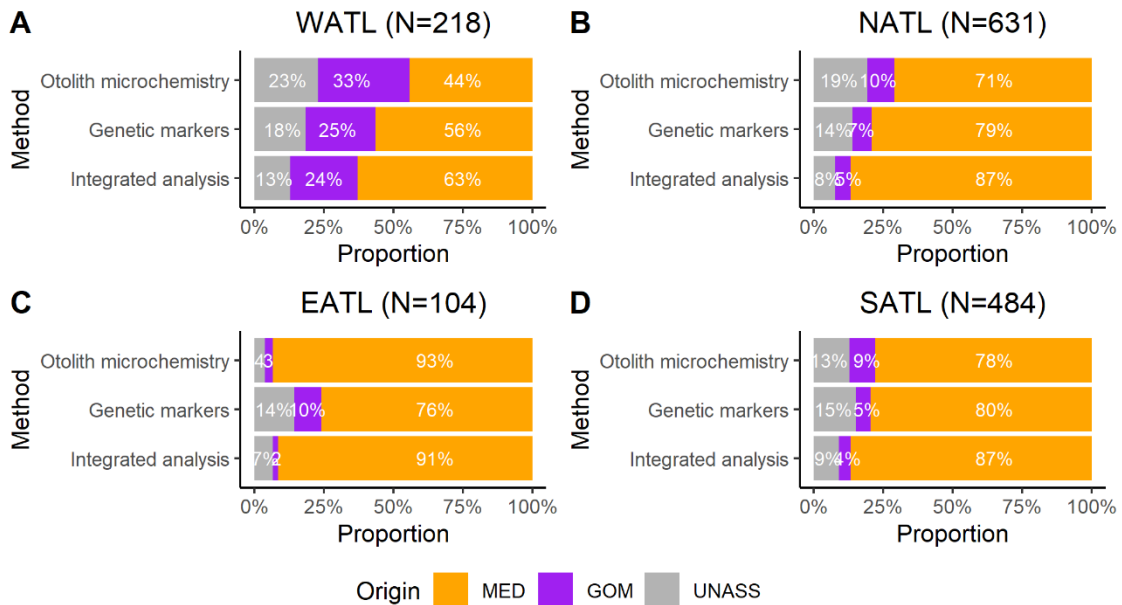 A WATL (N=218)
Method
Otolith microchemistry 23% 33% 44%
Genetic markers 18% 25% 56%
Integrated analysis 13% 24% 63%
0% 25% 50% 75% 100%
Proportion
B NATL (N=631)
Method
Otolith microchemistry 19% 10% 71%
Genetic markers 14% 7% 79%
Integrated analysis 8% 5% 87%
0% 25% 50% 75% 100%
Proportion
C EATL (N=104)
Method
Otolith microchemistry 4 3 93%
Genetic markers 14% 10% 76%
Integrated analysis 7% 2 91%
0% 25% 50% 75% 100%
Proportion
D SATL (N=484)
Method
Otolith microchemistry 13% 9% 78%
Genetic markers 15% 5% 80%
Integrated analysis 9% 4% 87%
0% 25% 50% 75% 100%
Proportion
Origin MED GOM UNASS